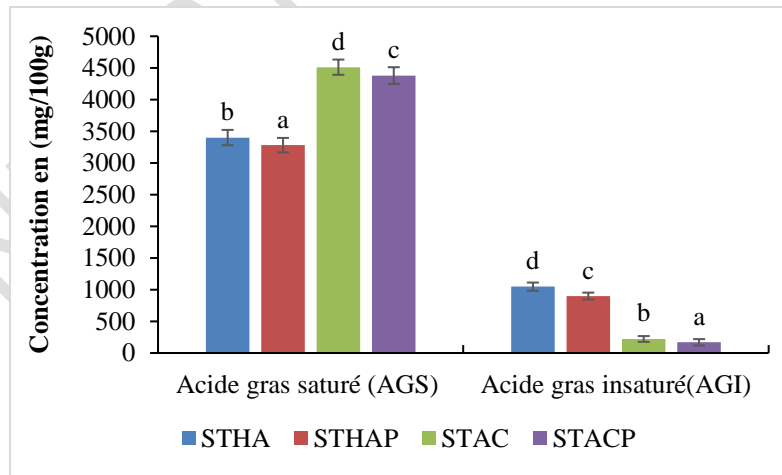 Concentration en (mg/100g)
5000
4500
4000
3500
3000
2500
2000
1500
1000
500
0
b
a
d
c
d
c
b
a
Acide gras saturé (AGS)
Acide gras insaturé(AGI)
STHA
STHAP
STAC
STACP